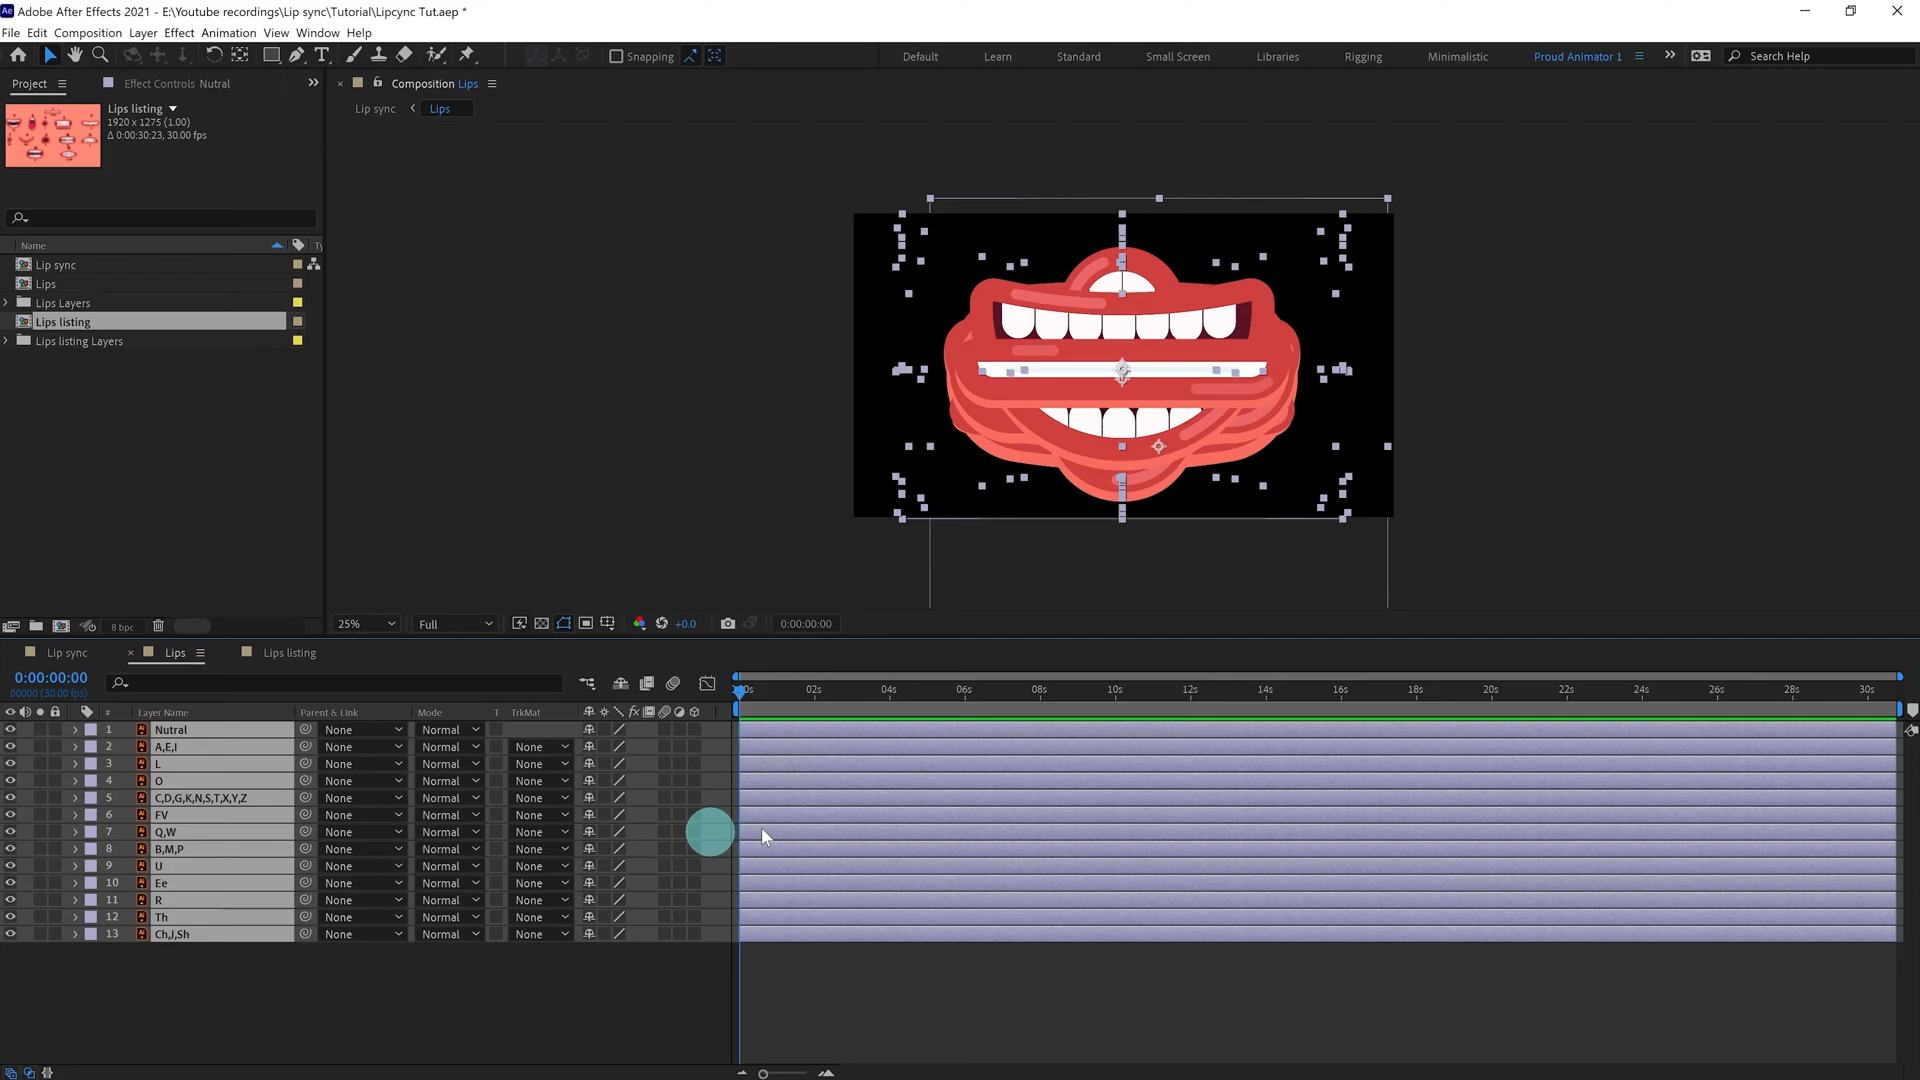 Adobe After Effects 2021 - E:\Youtube recordings\Lip sync\Tutorial\Lipcync Tut.aep *
File Edit Composition Layer Effect Animation View Window Help
Snapping
Default Learn Standard Small Screen Libraries Rigging Minimalistic Proud Animator 1 Search Help
Project Effect Controls Nutral
Composition Lips
Lips listing
1920 x 1275 (1.00)
Δ 0:00:30:23, 30.00 fps
Lip sync Lips
Name Ty
Lip sync
Lips
Lips Layers
Lips listing
Lips listing Layers
8 bpc
25% Full +0.0 0:00:00:00
Lip sync Lips Lips listing
0:00:00:00
00000 (30.00 fps)
02s 04s 06s 08s 10s 12s 14s 16s 18s 20s 22s 24s 26s 28s 30s
# Layer Name Parent & Link Mode T TrkMat
1 Nutral None Normal
2 A,E,I None Normal None
3 L None Normal None
4 O None Normal None
5 C,D,G,K,N,S,T,X,Y,Z None Normal None
6 FV None Normal None
7 Q,W None Normal None
8 B,M,P None Normal None
9 U None Normal None
10 Ee None Normal None
11 R None Normal None
12 Th None Normal None
13 Ch,J,Sh None Normal None